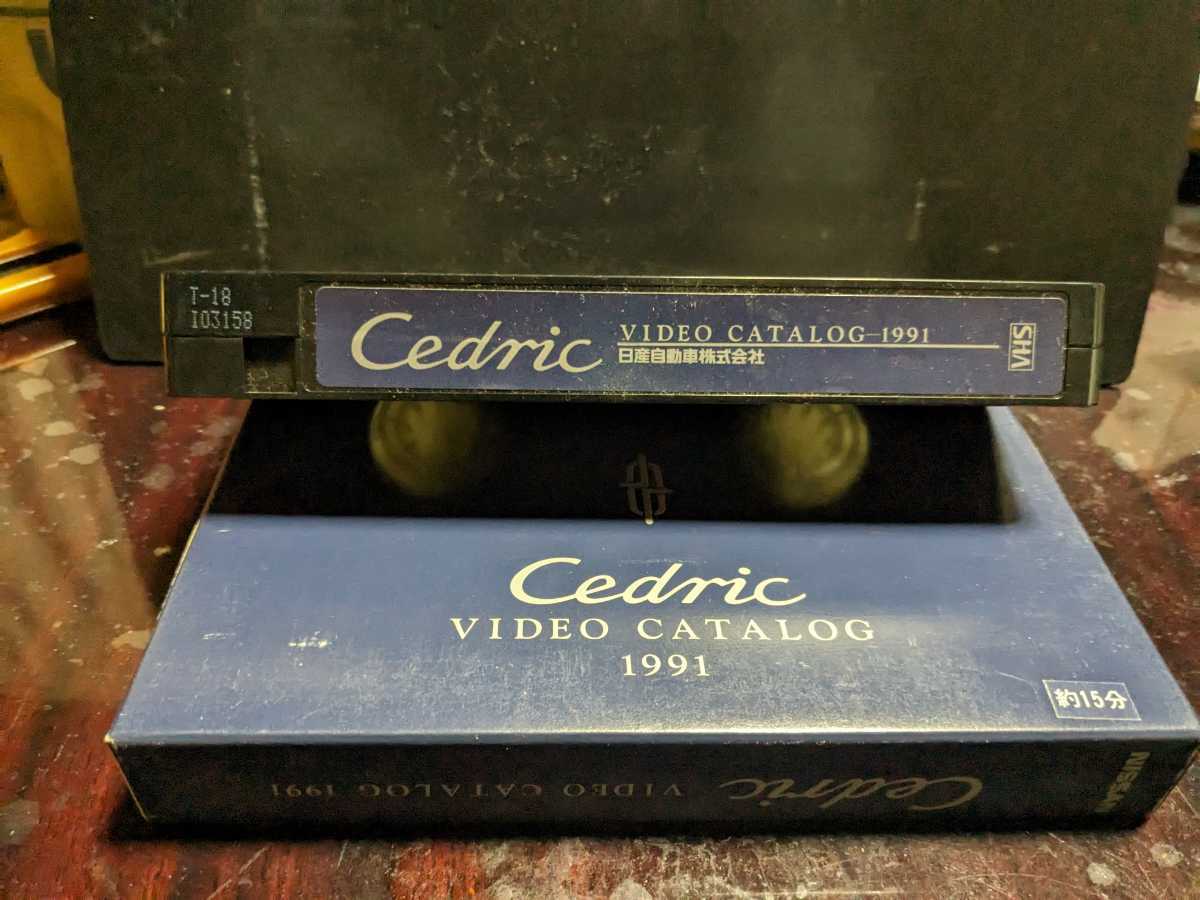 T-18
I03158
Cedric
VIDEO CATALOG-1991
日産自動車株式会社
VHS
Cedric
VIDEO CATALOG
1991
約15分
Cedric VIDEO CATALOG 1991
NISSAN